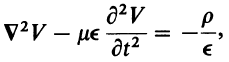 ∇²V − με ∂²V/∂t² = −ρ/ε,